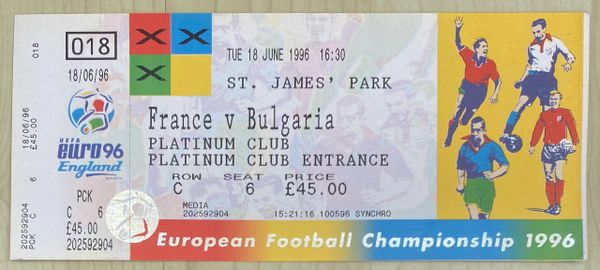 018
18/06/96
£45.00
6
C
202592904
PCK
018
18/06/96
UEFA
EURO96
England
PCK
C 6
£45.00
202592904
TUE 18 JUNE 1996 16:30
ST. JAMES' PARK
France v Bulgaria
PLATINUM CLUB
PLATINUM CLUB ENTRANCE
ROW SEAT PRICE
C 6 £45.00
MEDIA
202592904 15:21:16 100596 SYNCHRO
European Football Championship 1996